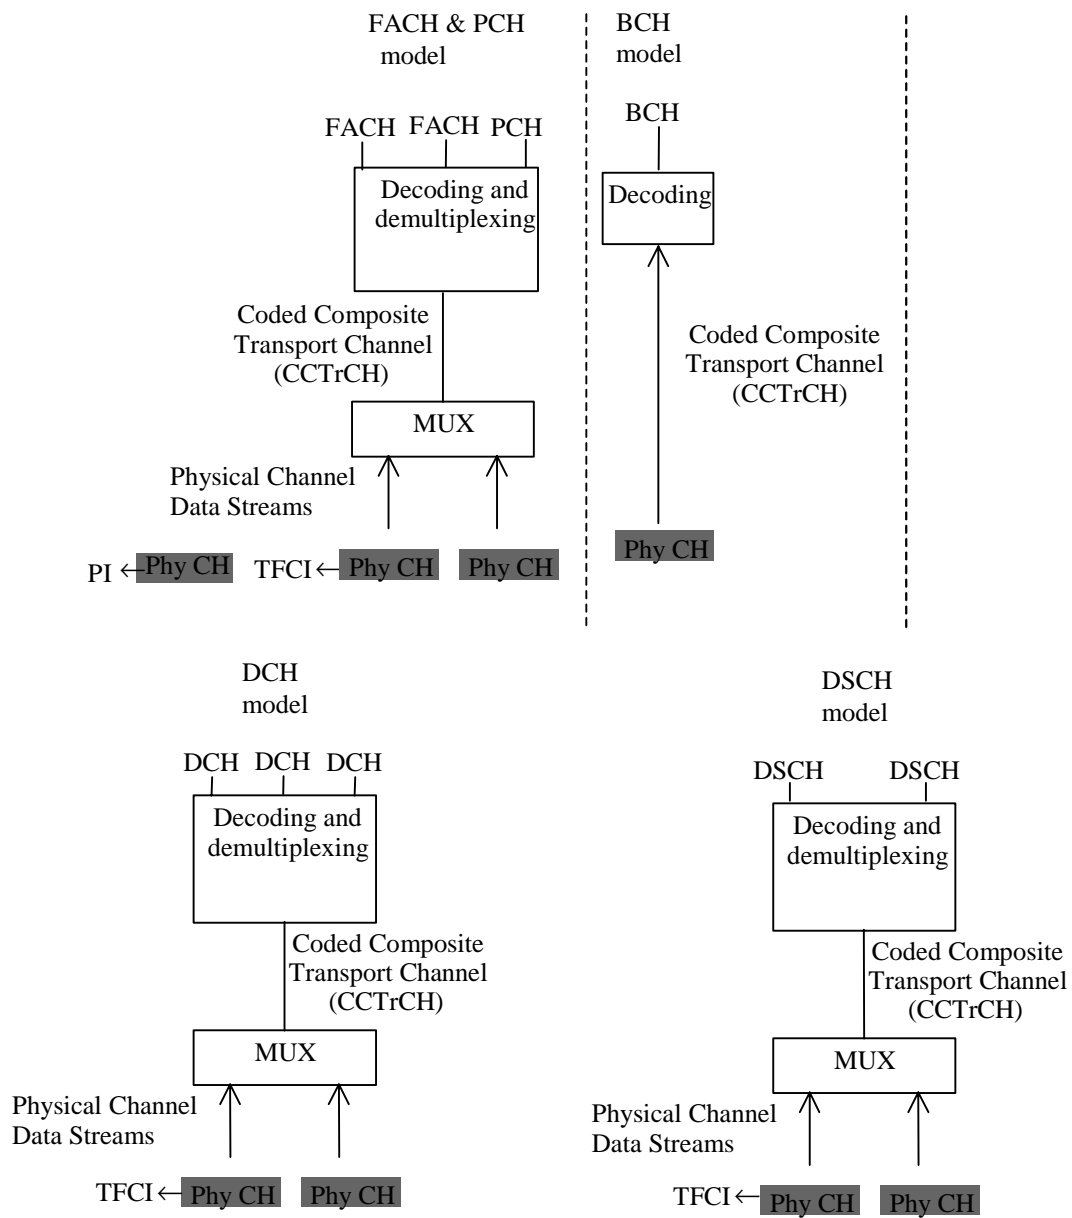 FACH & PCH
model
BCH
model
FACH FACH PCH
BCH
Decoding and
demultiplexing
Decoding
Coded Composite
Transport Channel
(CCTrCH)
Coded Composite
Transport Channel
(CCTrCH)
MUX
Physical Channel
Data Streams
PI ← Phy CH
TFCI ← Phy CH
Phy CH
Phy CH
DCH
model
DSCH
model
DCH DCH DCH
DSCH DSCH
Decoding and
demultiplexing
Decoding and
demultiplexing
Coded Composite
Transport Channel
(CCTrCH)
Coded Composite
Transport Channel
(CCTrCH)
MUX
MUX
Physical Channel
Data Streams
Physical Channel
Data Streams
TFCI ← Phy CH
Phy CH
TFCI ← Phy CH
Phy CH